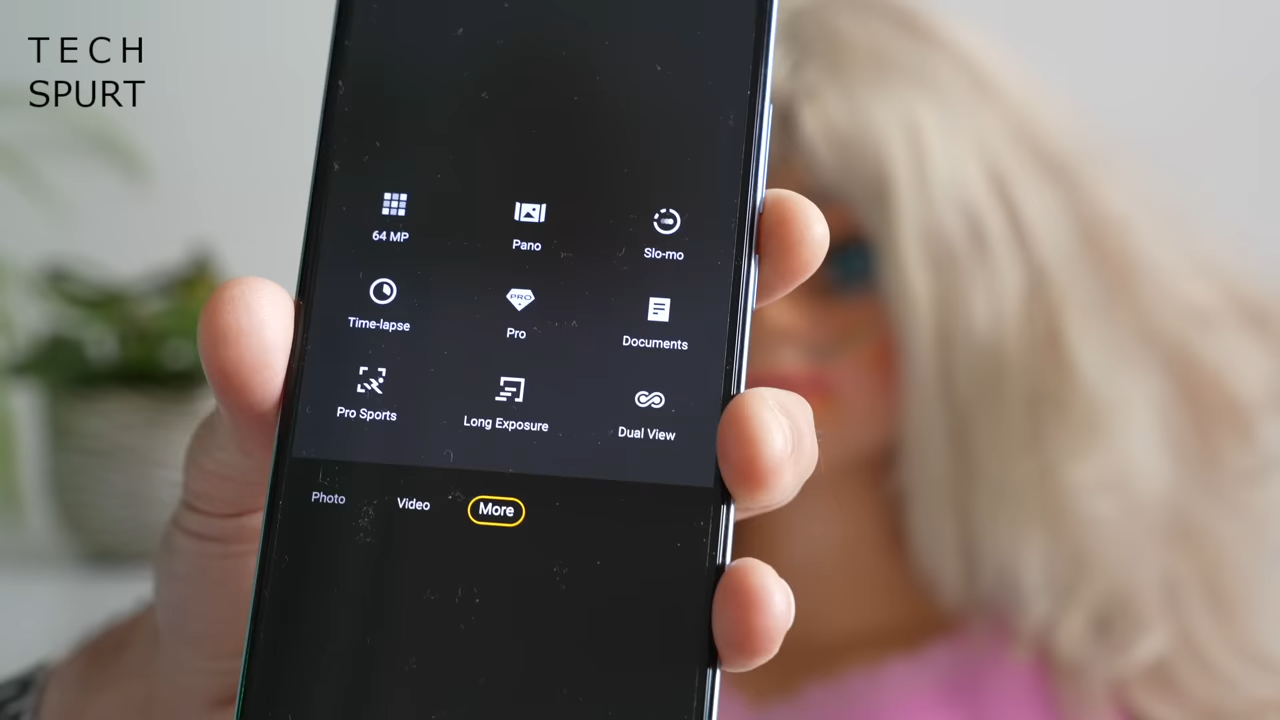 TECH
SPURT
64 MP
Pano
Slo-mo
Time-lapse
PRO
Pro
Documents
Pro Sports
Long Exposure
Dual View
Photo
Video
More